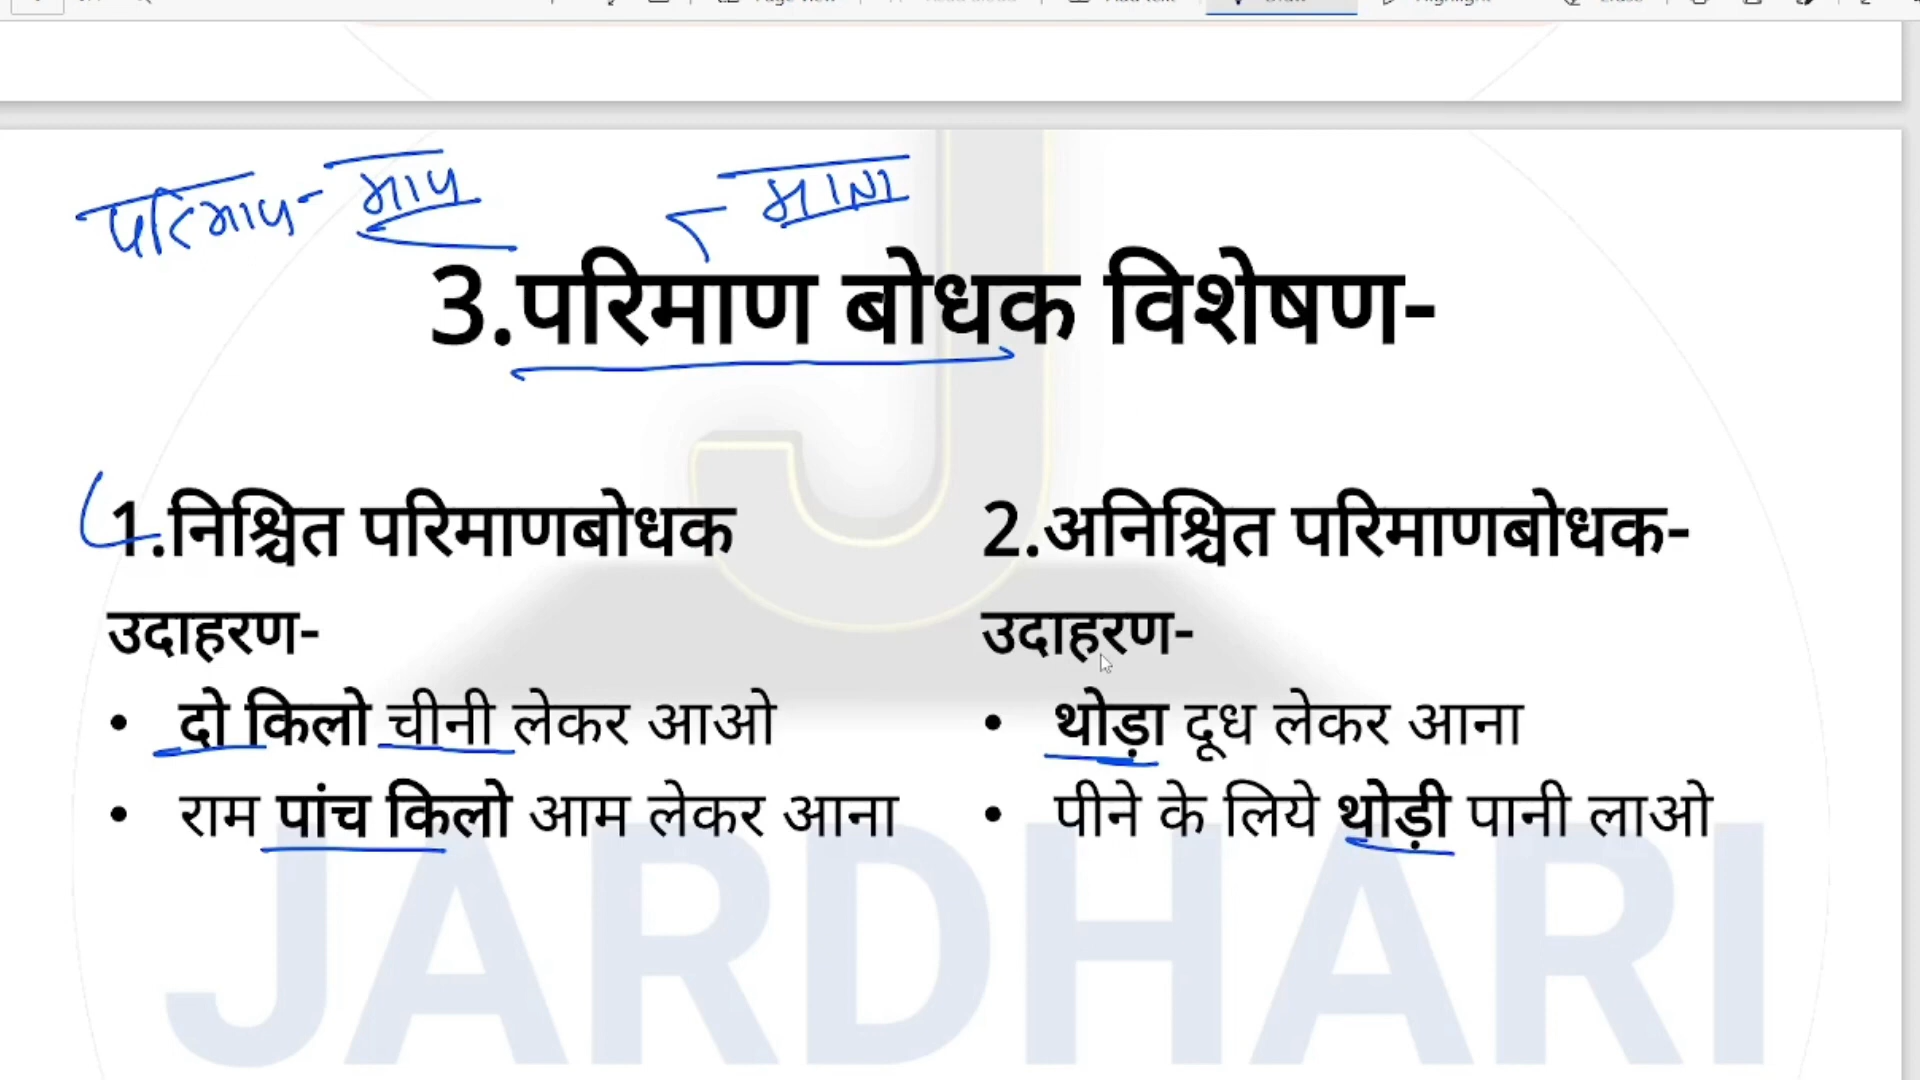 परिमाप - माप
मात्रा
3.परिमाण बोधक विशेषण-
1.निश्चित परिमाणबोधक
उदाहरण-
• दो किलो चीनी लेकर आओ
• राम पांच किलो आम लेकर आना
2.अनिश्चित परिमाणबोधक-
उदाहरण-
• थोड़ा दूध लेकर आना
• पीने के लिये थोड़ी पानी लाओ
JARDHARI